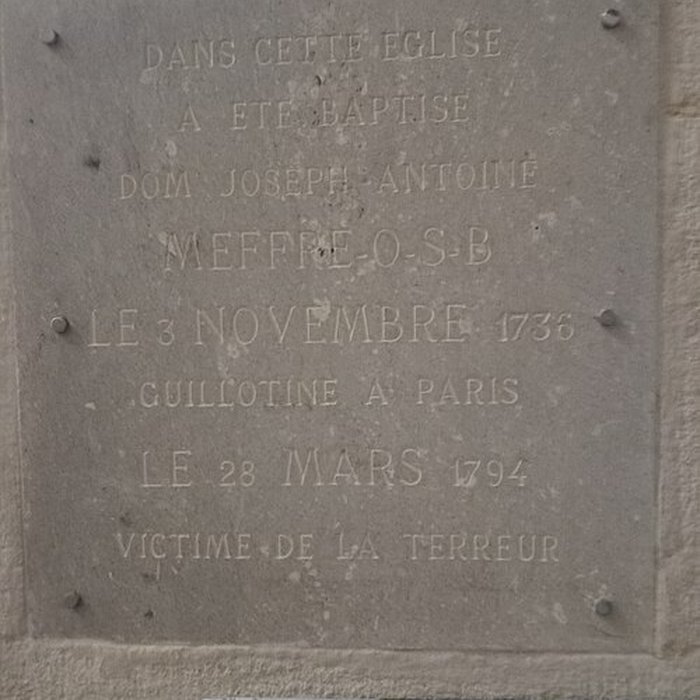 DANS CETTE EGLISE
A ETE BAPTISE
DOM JOSEPH-ANTOINE
MEFFRE-O-S-B
LE 3 NOVEMBRE 1736
GUILLOTINE A PARIS
LE 28 MARS 1794
VICTIME DE LA TERREUR